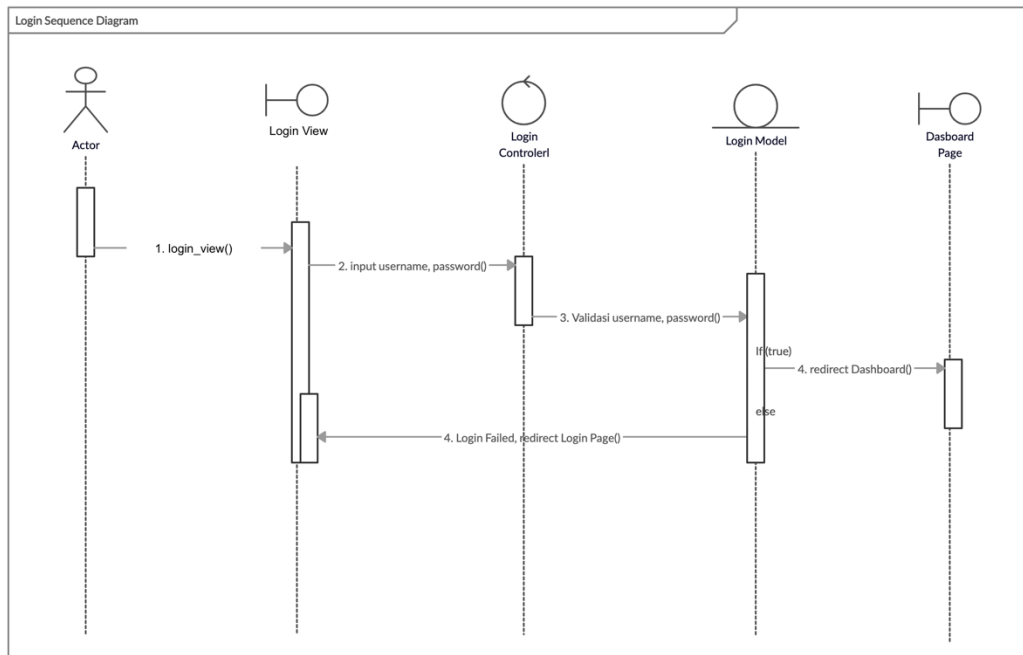 Login Sequence Diagram
Actor
Login View
Login
Controlerl
Login Model
Dasboard
Page
1. login_view()
2. input username, password()
3. Validasi username, password()
If (true)
4. redirect Dashboard()
else
4. Login Failed, redirect Login Page()